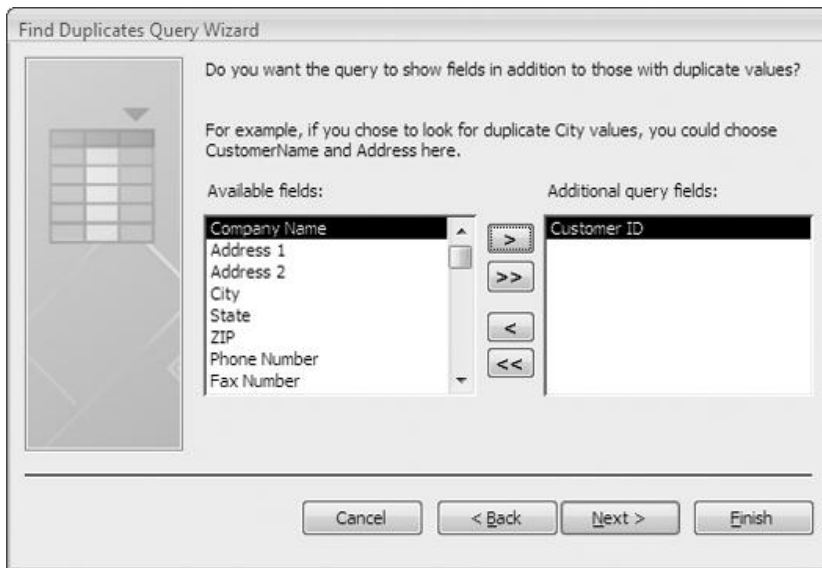 Find Duplicates Query Wizard
Do you want the query to show fields in addition to those with duplicate values?
For example, if you chose to look for duplicate City values, you could choose
CustomerName and Address here.
Available fields:
Additional query fields:
Company Name
Address 1
Address 2
City
State
ZIP
Phone Number
Fax Number
>
>>
<
<<
Customer ID
Cancel
< Back
Next >
Finish